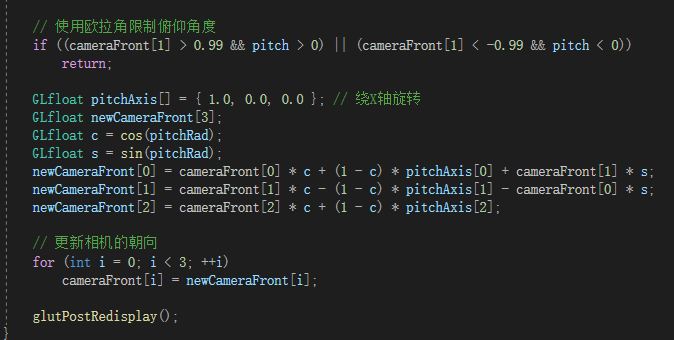 // 使用欧拉角限制俯仰角度
if ((cameraFront[1] > 0.99 && pitch > 0) || (cameraFront[1] < -0.99 && pitch < 0))
return;
GLfloat pitchAxis[] = { 1.0, 0.0, 0.0 }; // 绕X轴旋转
GLfloat newCameraFront[3];
GLfloat c = cos(pitchRad);
GLfloat s = sin(pitchRad);
newCameraFront[0] = cameraFront[0] * c + (1 - c) * pitchAxis[0] + cameraFront[1] * s;
newCameraFront[1] = cameraFront[1] * c - (1 - c) * pitchAxis[1] - cameraFront[0] * s;
newCameraFront[2] = cameraFront[2] * c + (1 - c) * pitchAxis[2];
// 更新相机的朝向
for (int i = 0; i < 3; ++i)
cameraFront[i] = newCameraFront[i];
glutPostRedisplay();
}